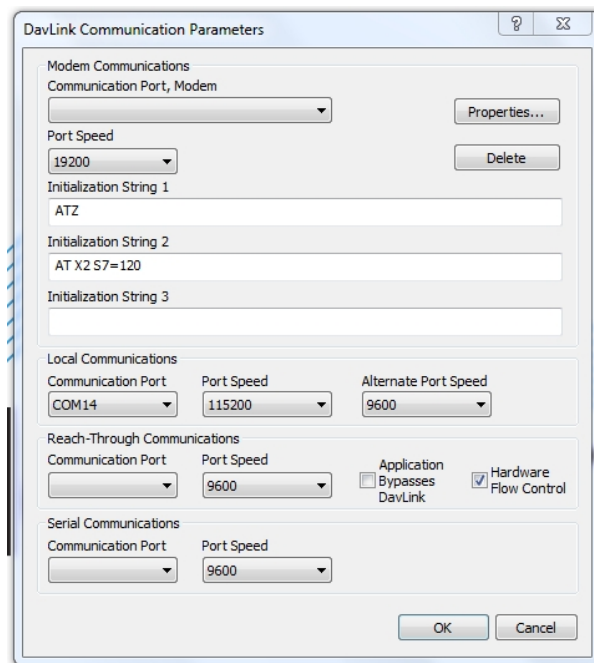 DavLink Communication Parameters
Modem Communications
Communication Port, Modem
Properties...
Port Speed
19200
Delete
Initialization String 1
ATZ
Initialization String 2
AT X2 S7=120
Initialization String 3
Local Communications
Communication Port Port Speed Alternate Port Speed
COM14 115200 9600
Reach-Through Communications
Communication Port Port Speed
9600
Application
Bypasses
DavLink
Hardware
Flow Control
Serial Communications
Communication Port Port Speed
9600
OK Cancel